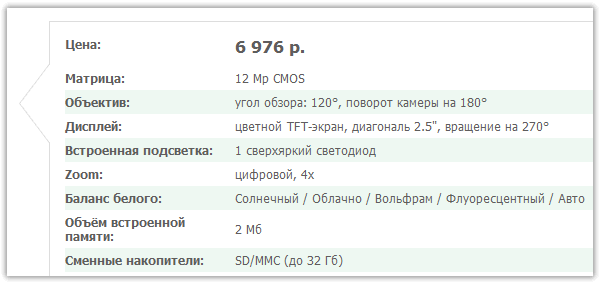 Цена: 6 976 р.
Матрица: 12 Mp CMOS
Объектив: угол обзора: 120°, поворот камеры на 180°
Дисплей: цветной TFT-экран, диагональ 2.5", вращение на 270°
Встроенная подсветка: 1 сверхяркий светодиод
Zoom: цифровой, 4x
Баланс белого: Солнечный / Облачно / Вольфрам / Флуоресцентный / Авто
Объём встроенной
памяти: 2 Мб
Сменные накопители: SD/MMC (до 32 Гб)